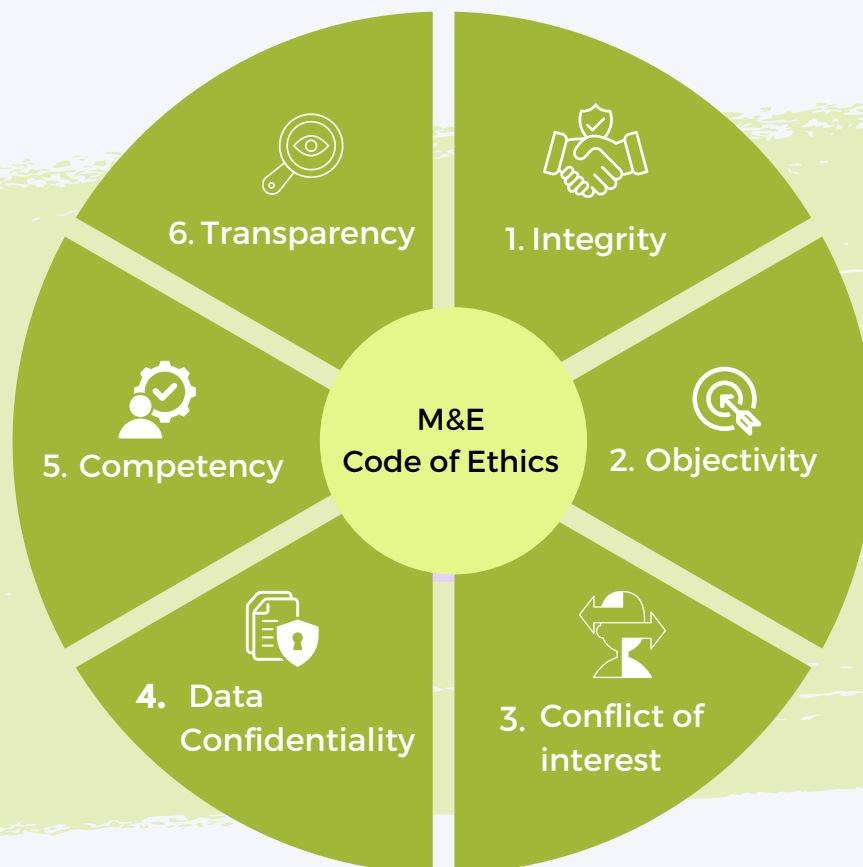 M&E
Code of Ethics
1. Integrity
2. Objectivity
3. Conflict of
interest
4. Data
Confidentiality
5. Competency
6. Transparency